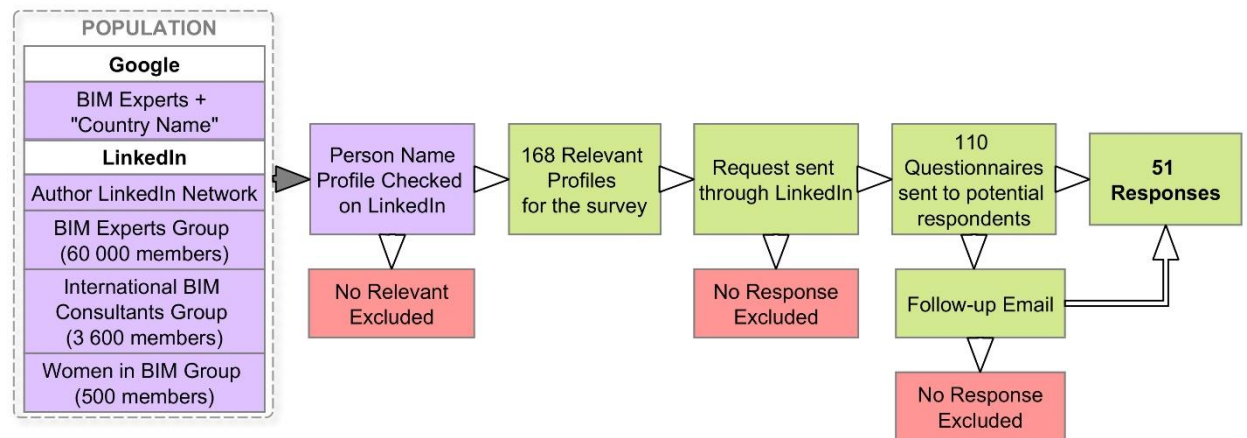 POPULATION
Google
BIM Experts +
"Country Name"
LinkedIn
Author LinkedIn Network
BIM Experts Group
(60 000 members)
International BIM
Consultants Group
(3 600 members)
Women in BIM Group
(500 members)
Person Name
Profile Checked
on LinkedIn
No Relevant
Excluded
168 Relevant
Profiles
for the survey
Request sent
through LinkedIn
No Response
Excluded
110
Questionnaires
sent to potential
respondents
Follow-up Email
No Response
Excluded
51
Responses